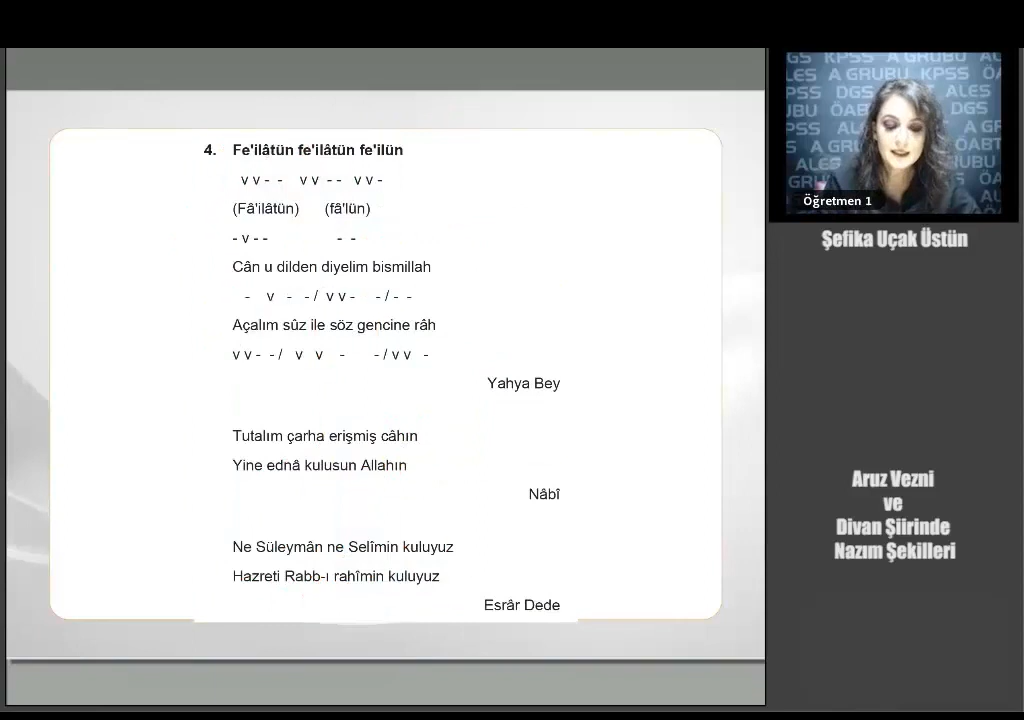 4. Fe'ilâtün fe'ilâtün fe'ilün
v v - - v v - - v v -
(Fâ'ilâtün) (fâ'lün)
- v - - - -
Cân u dilden diyelim bismillah
- v - - / v v - - / - -
Açalım sûz ile söz gencine râh
v v - - / v v - - / v v -
Yahya Bey
Tutalım çarha erişmiş câhın
Yine ednâ kulusun Allahın
Nâbî
Ne Süleymân ne Selîmin kuluyuz
Hazreti Rabb-ı rahîmin kuluyuz
Esrâr Dede
Öğretmen 1
Şefika Uçak Üstün
Aruz Vezni
ve
Divan Şiirinde
Nazım Şekilleri